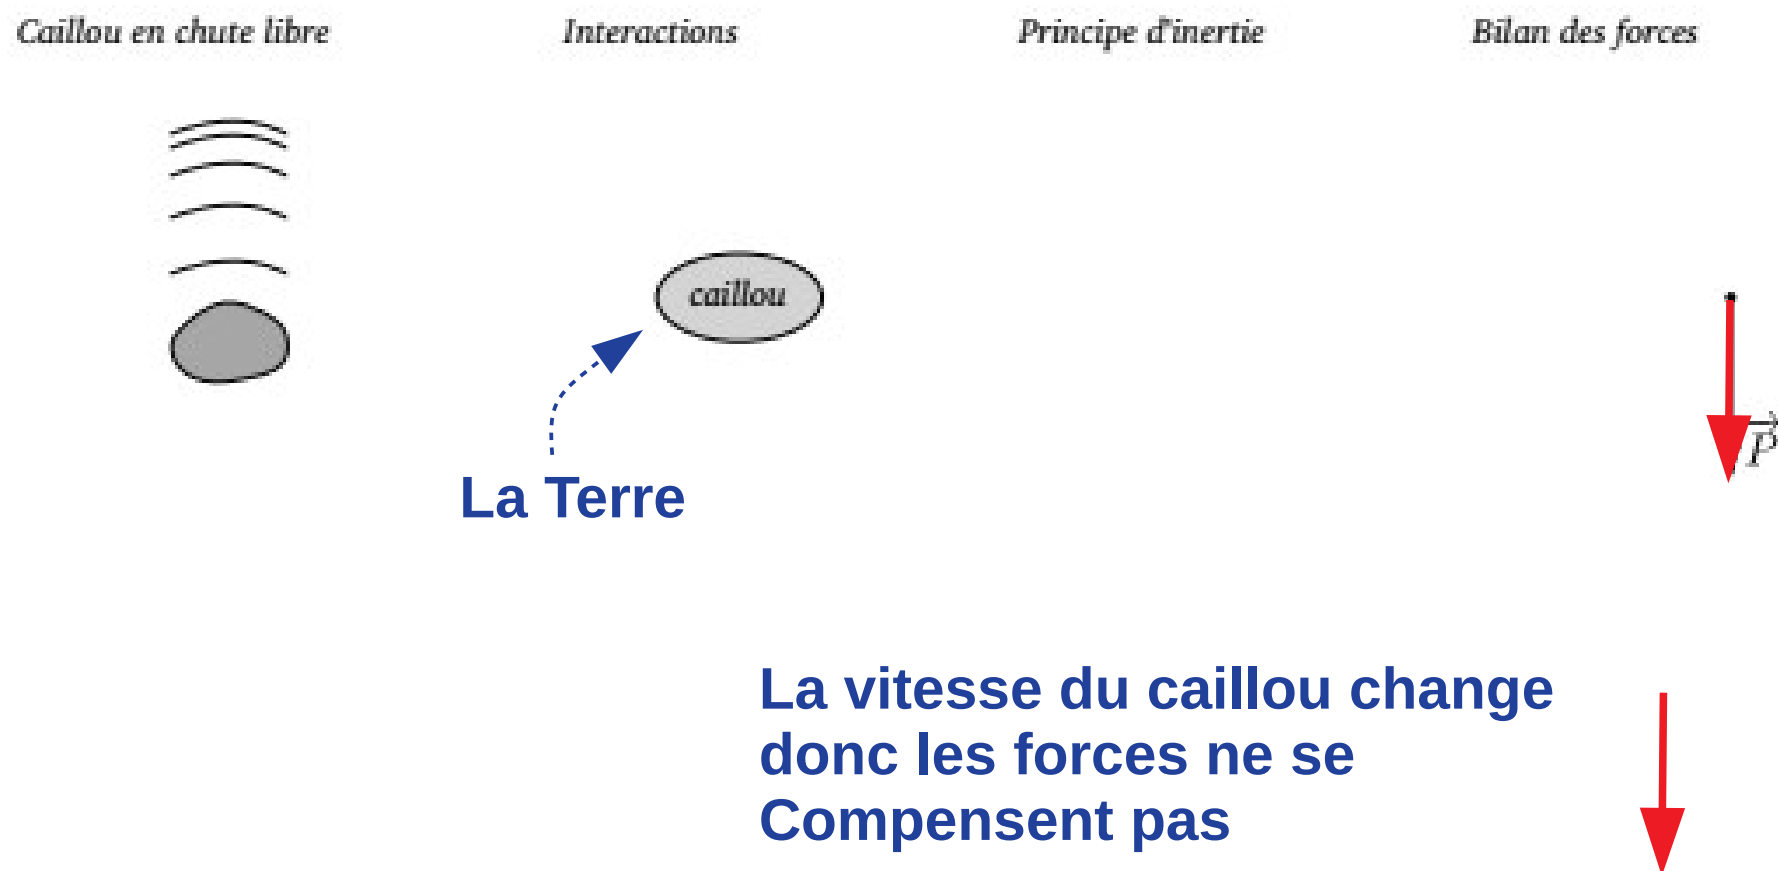 Caillou en chute libre
Interactions
Principe d'inertie
Bilan des forces
caillou
P
La Terre
La vitesse du caillou change
donc les forces ne se
Compensent pas